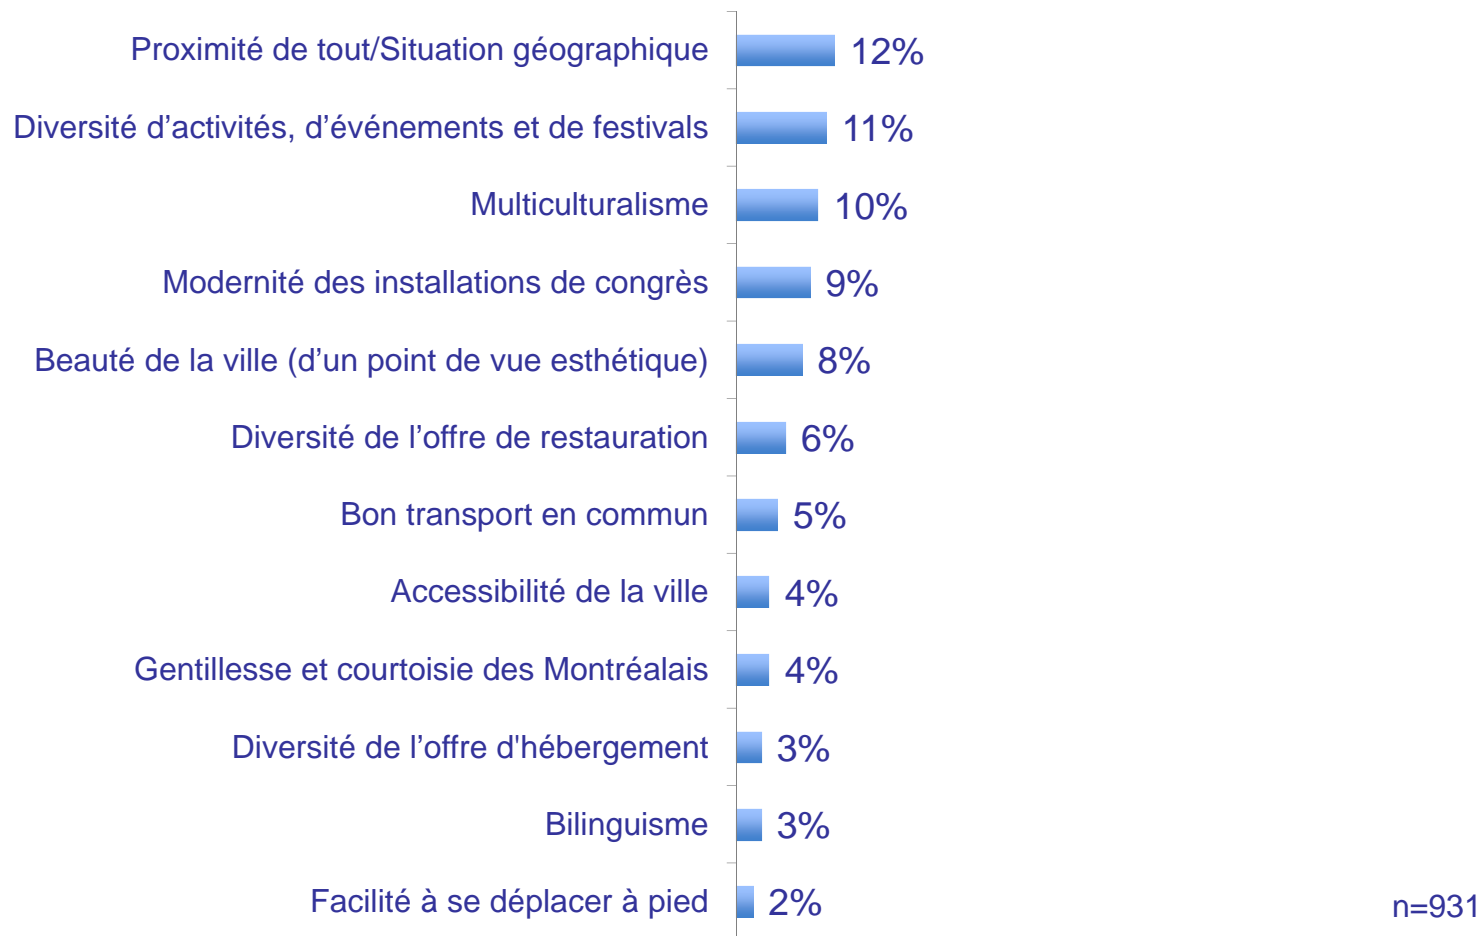 Proximité de tout/Situation géographique 12%
Diversité d’activités, d’événements et de festivals 11%
Multiculturalisme 10%
Modernité des installations de congrès 9%
Beauté de la ville (d’un point de vue esthétique) 8%
Diversité de l’offre de restauration 6%
Bon transport en commun 5%
Accessibilité de la ville 4%
Gentillesse et courtoisie des Montréalais 4%
Diversité de l’offre d'hébergement 3%
Bilinguisme 3%
Facilité à se déplacer à pied 2%
n=931